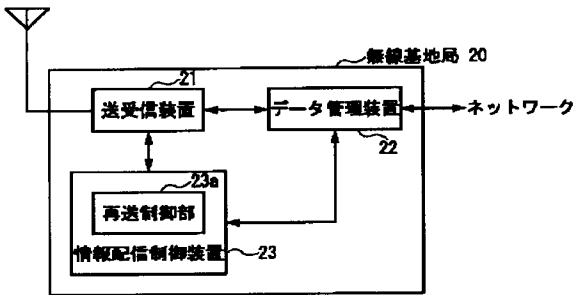 無線基地局 20
21
送受信装置
データ管理装置
ネットワーク
22
23a
再送制御部
情報配信制御装置
23